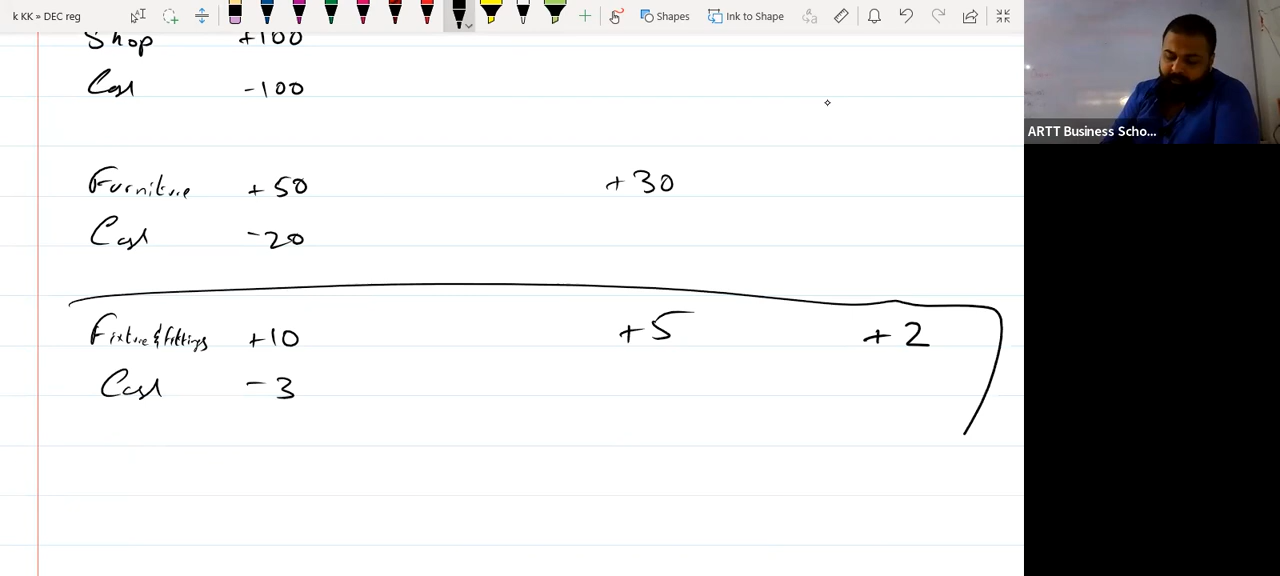 k KK » DEC reg
Shapes
Ink to Shape
Shop +100
Cash -100
Furniture +50 +30
Cash -20
Fixture & fittings +10 +5 +2
Cash -3
ARTT Business Scho...